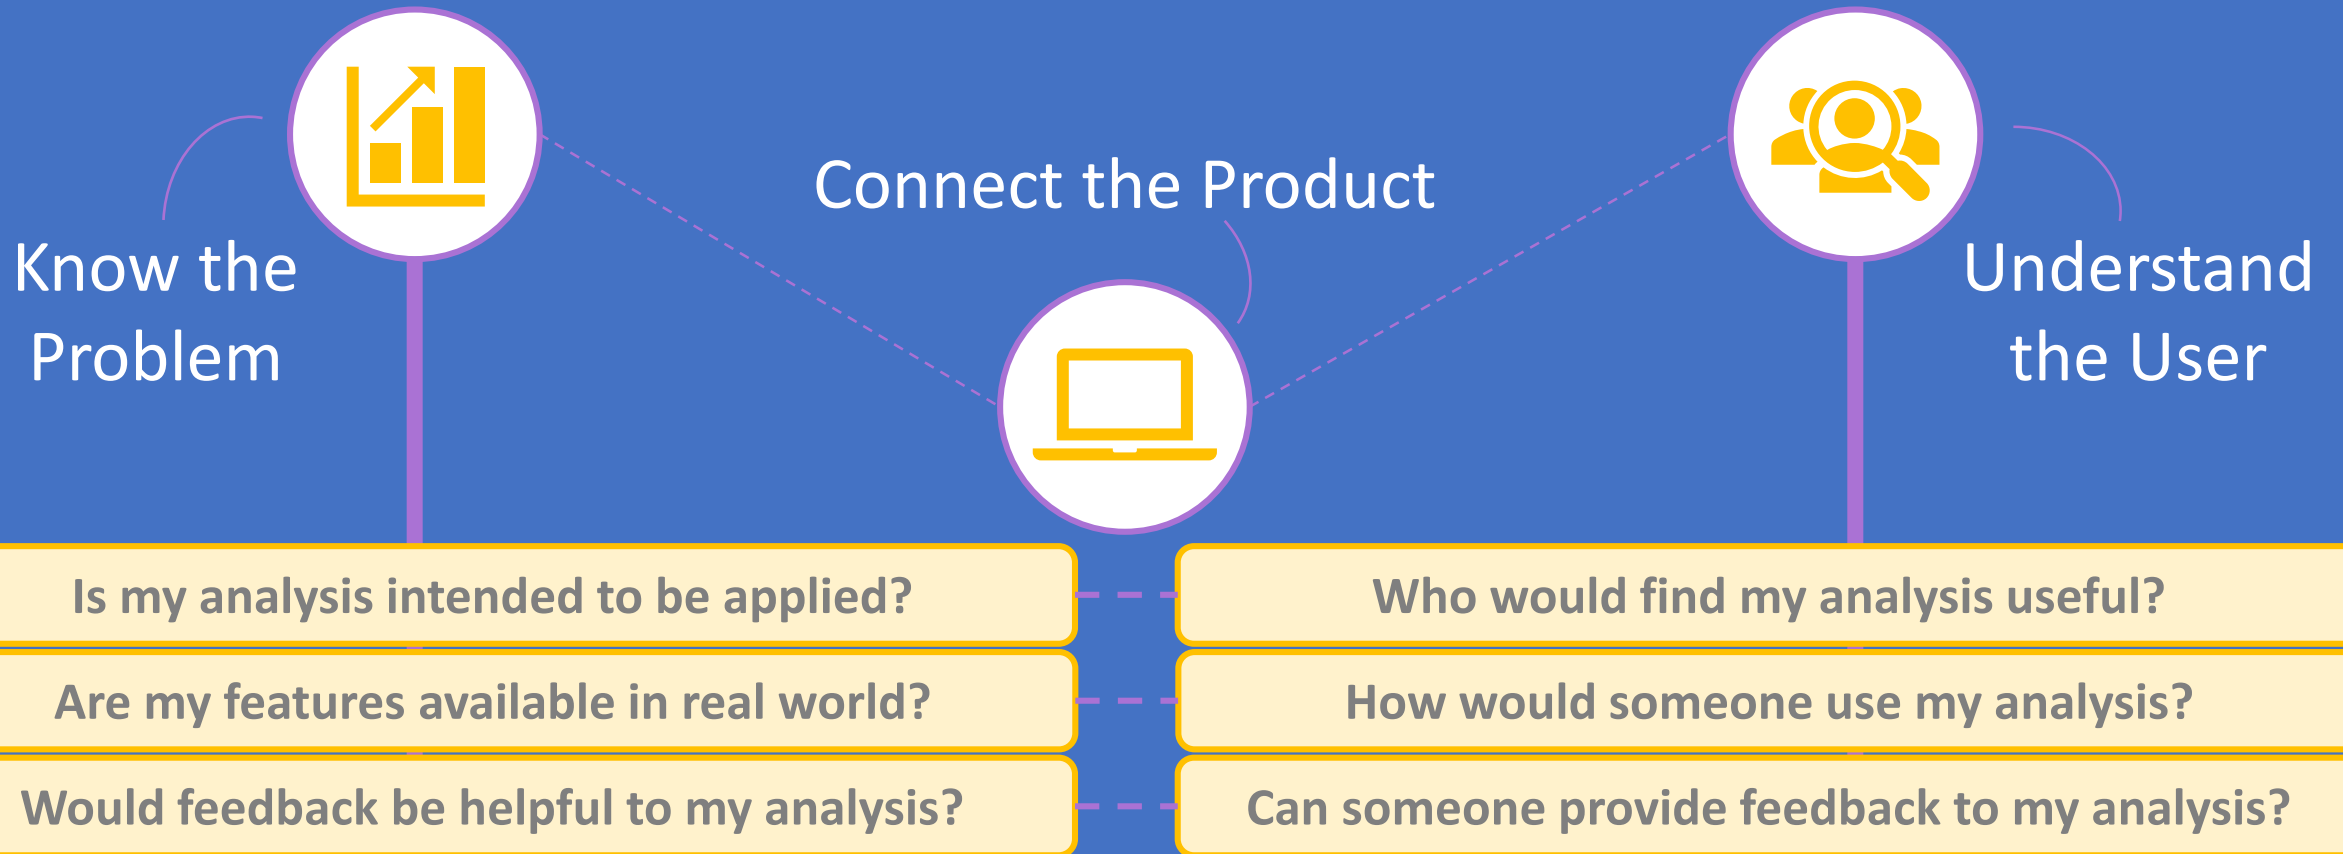 Know the
Problem
Connect the Product
Understand
the User
Is my analysis intended to be applied?
Who would find my analysis useful?
Are my features available in real world?
How would someone use my analysis?
Would feedback be helpful to my analysis?
Can someone provide feedback to my analysis?